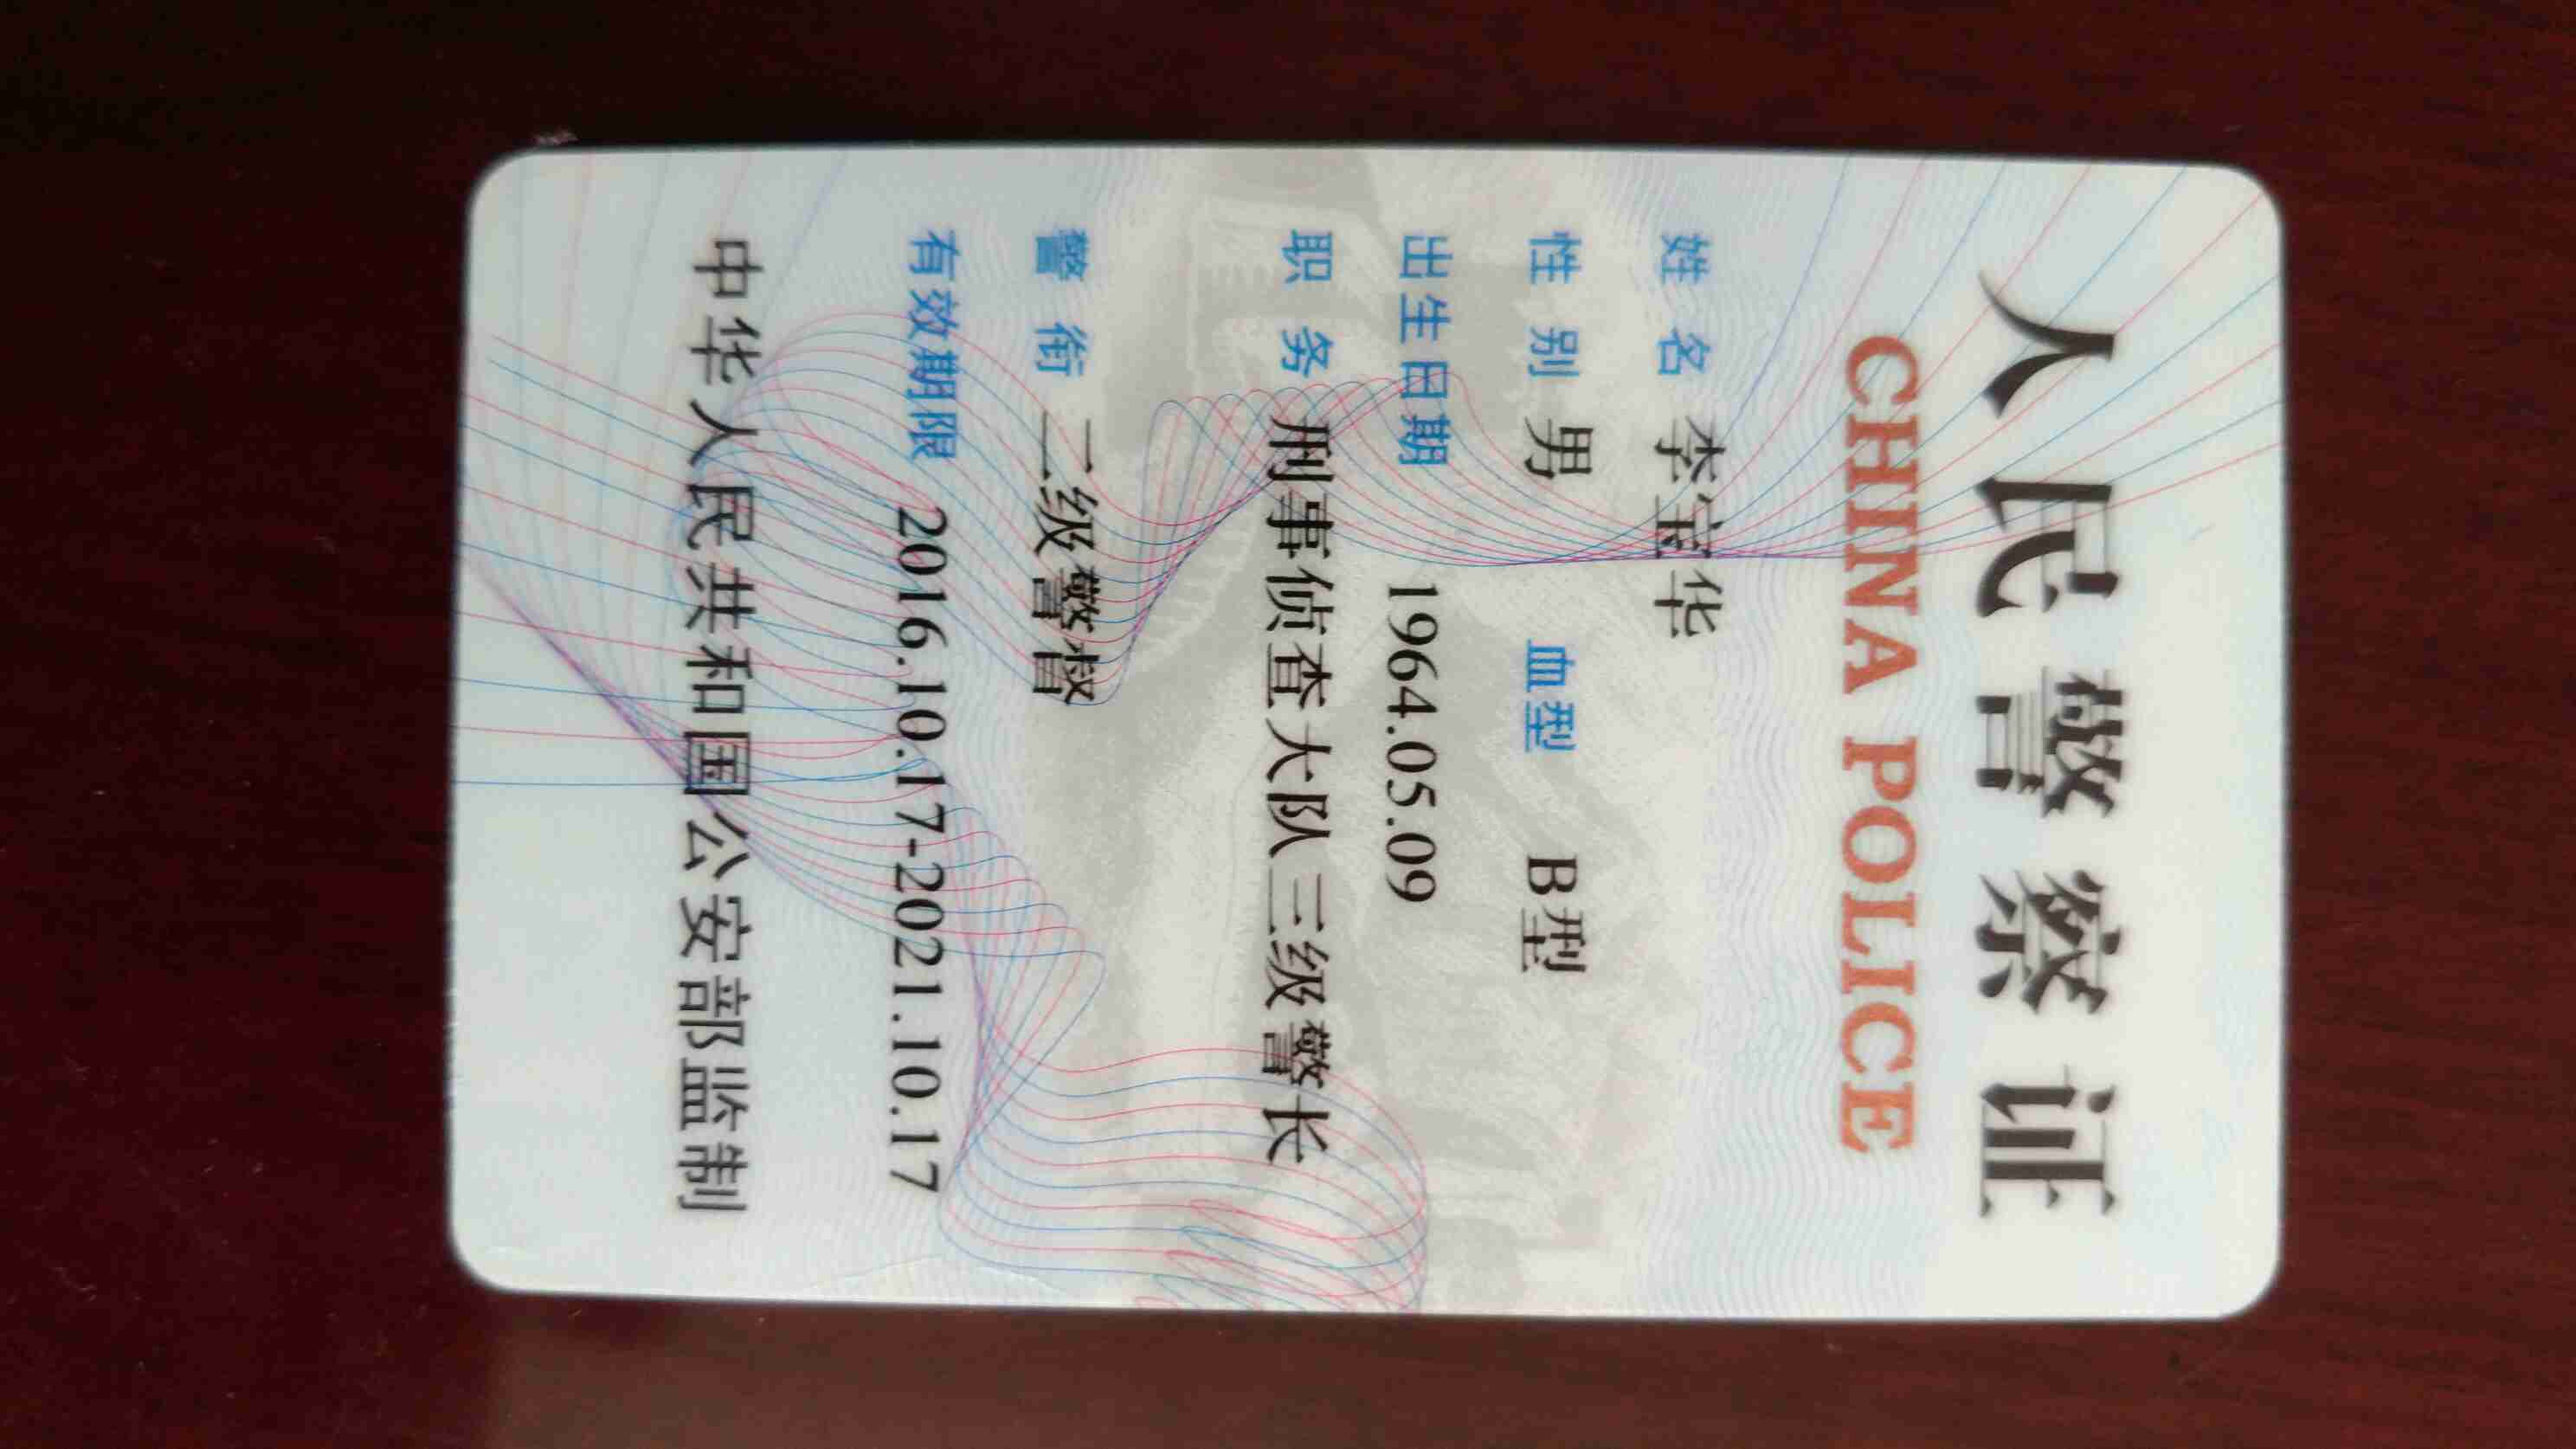 人民警察证
CHINA POLICE
姓名 李宝华
性别 男 血型 B型
出生日期 1964.05.09
职务 刑事侦查大队三级警长
警衔 二级警督
有效期限 2016.10.17-2021.10.17
中华人民共和国公安部监制